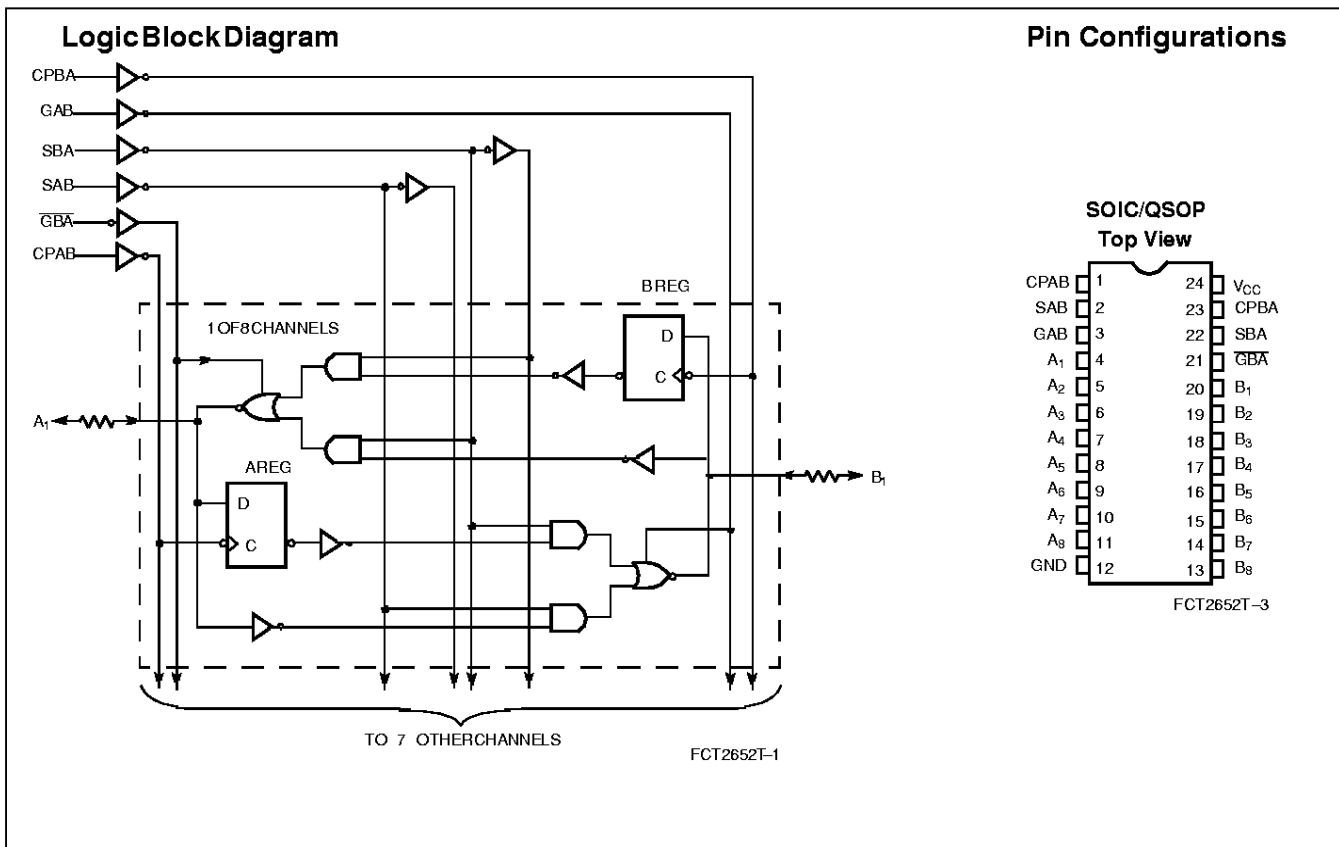 Logic Block Diagram
Pin Configurations
CPBA
GAB
SBA
SAB
GBA
CPAB
B REG
1 OF 8 CHANNELS
D
C
A1
A REG
D
C
B1
TO 7 OTHER CHANNELS
FCT2652T–1
SOIC/QSOP
Top View
CPAB 1 24 VCC
SAB 2 23 CPBA
GAB 3 22 SBA
A1 4 21 GBA
A2 5 20 B1
A3 6 19 B2
A4 7 18 B3
A5 8 17 B4
A6 9 16 B5
A7 10 15 B6
A8 11 14 B7
GND 12 13 B8
FCT2652T–3